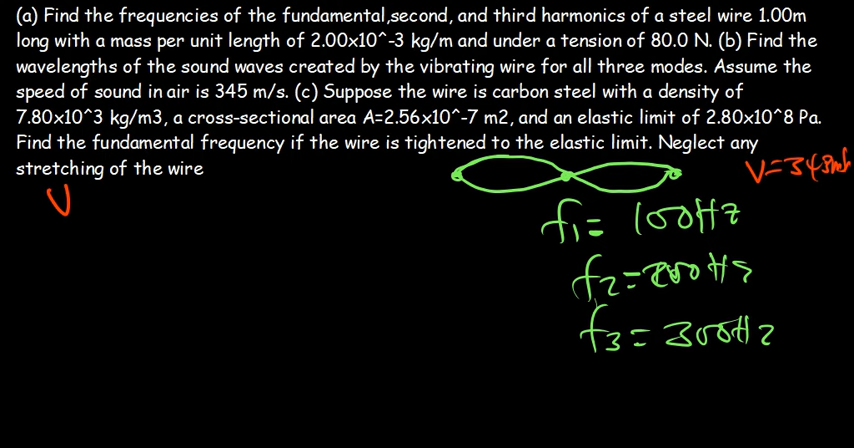 (a) Find the frequencies of the fundamental,second, and third harmonics of a steel wire 1.00m
long with a mass per unit length of 2.00x10^-3 kg/m and under a tension of 80.0 N. (b) Find the
wavelengths of the sound waves created by the vibrating wire for all three modes. Assume the
speed of sound in air is 345 m/s. (c) Suppose the wire is carbon steel with a density of
7.80x10^3 kg/m3, a cross-sectional area A=2.56x10^-7 m2, and an elastic limit of 2.80x10^8 Pa.
Find the fundamental frequency if the wire is tightened to the elastic limit. Neglect any
stretching of the wire
V
f1 = 100Hz
f2 = 200Hz
f3 = 300Hz